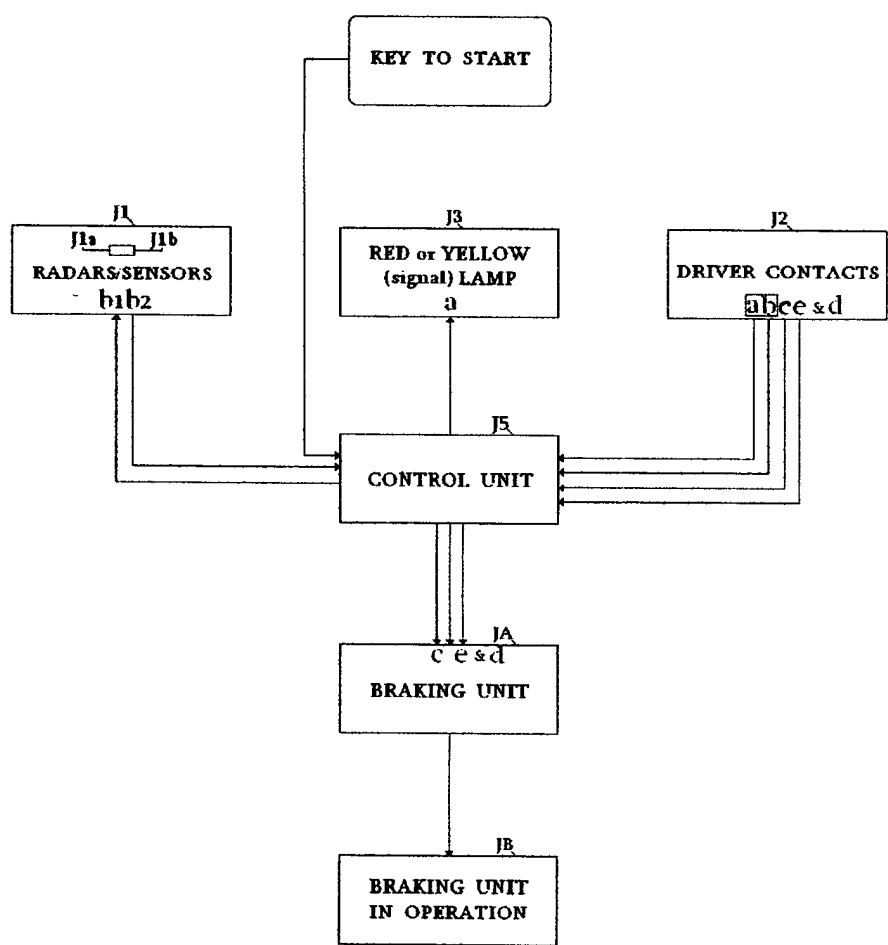 KEY TO START
J1
J1a J1b
RADARS/SENSORS
b1b2
J3
RED or YELLOW
(signal) LAMP
a
J2
DRIVER CONTACTS
abce & d
J5
CONTROL UNIT
JA
c e & d
BRAKING UNIT
JB
BRAKING UNIT
IN OPERATION